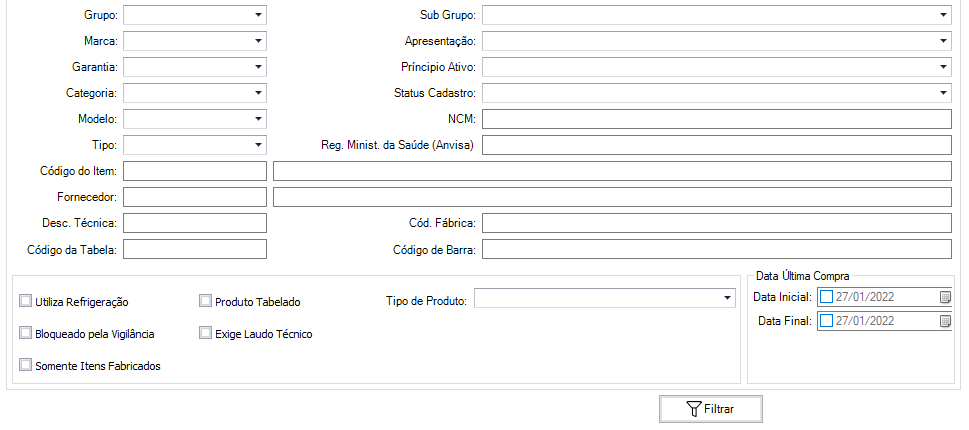 Grupo: Sub Grupo:
Marca: Apresentação:
Garantia: Príncipio Ativo:
Categoria: Status Cadastro:
Modelo: NCM:
Tipo: Reg. Minist. da Saúde (Anvisa)
Código do Item:
Fornecedor:
Desc. Técnica: Cód. Fábrica:
Código da Tabela: Código de Barra:
Data Última Compra
Utiliza Refrigeração Produto Tabelado Tipo de Produto: Data Inicial: 27/01/2022
Data Final: 27/01/2022
Bloqueado pela Vigilância Exige Laudo Técnico
Somente Itens Fabricados
Filtrar